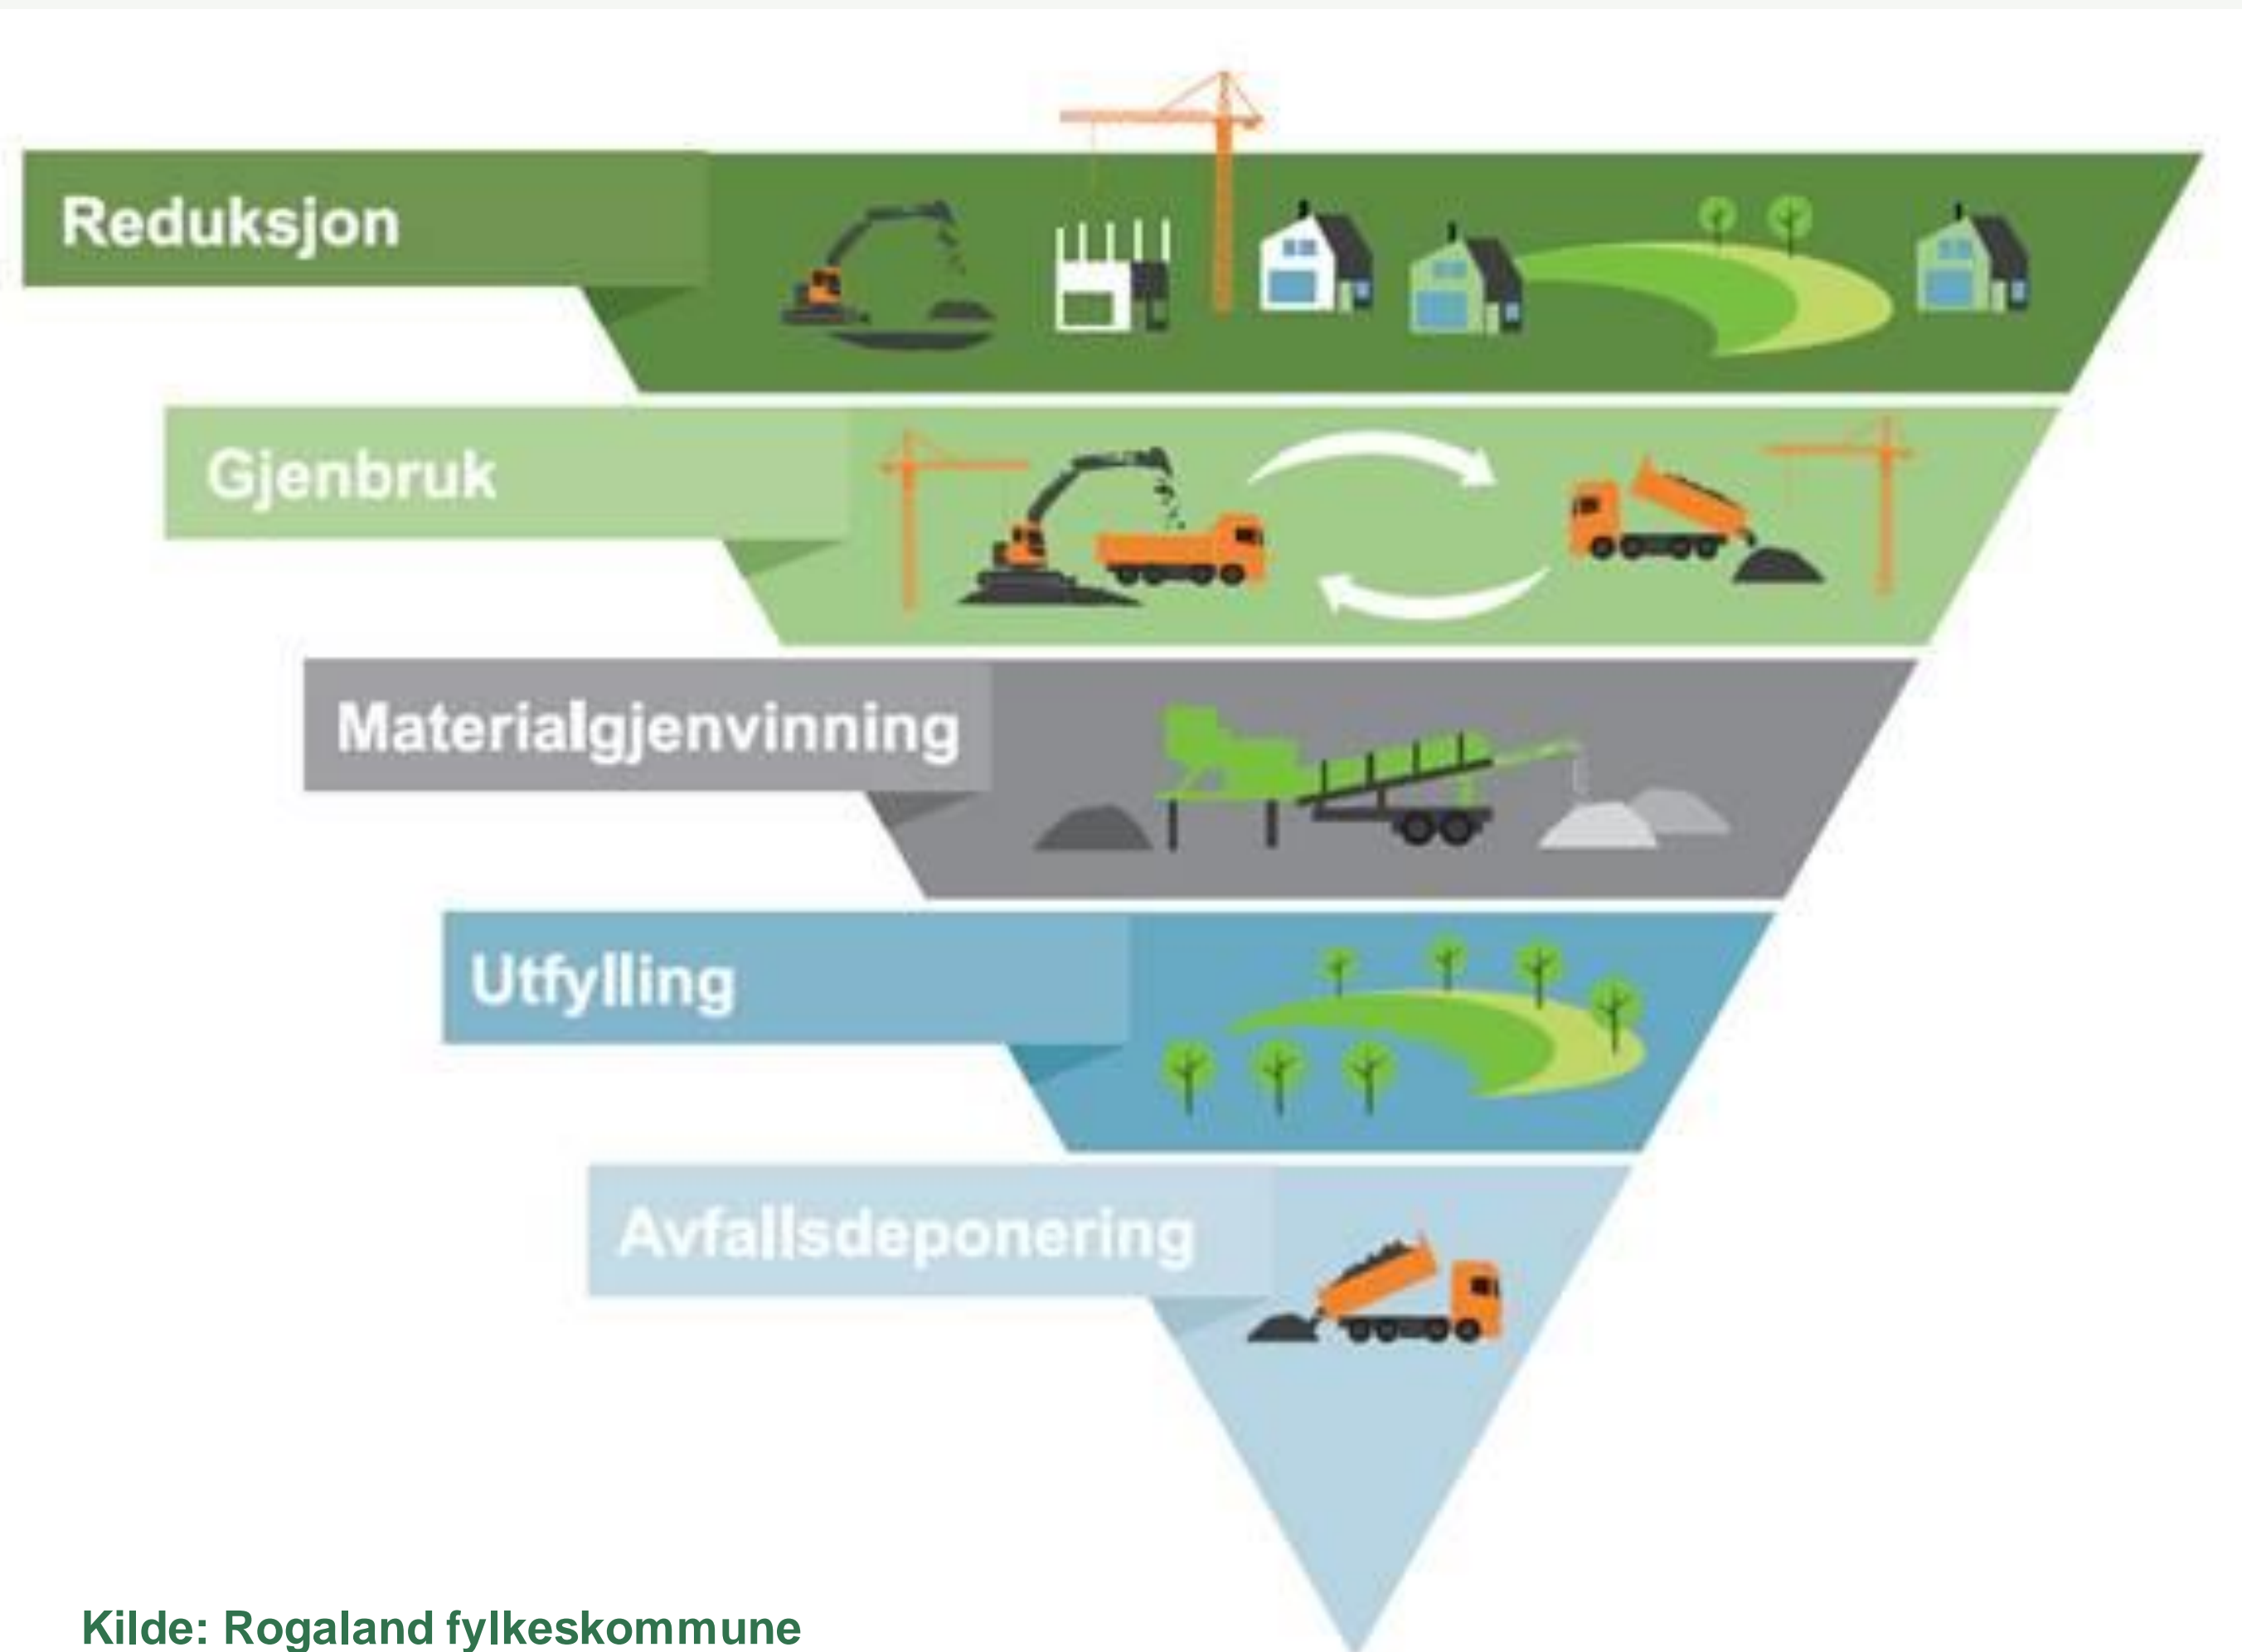 Reduksjon
Gjenbruk
Materialgjenvinning
Utfylling
Avfallsdeponering
Kilde: Rogaland fylkeskommune